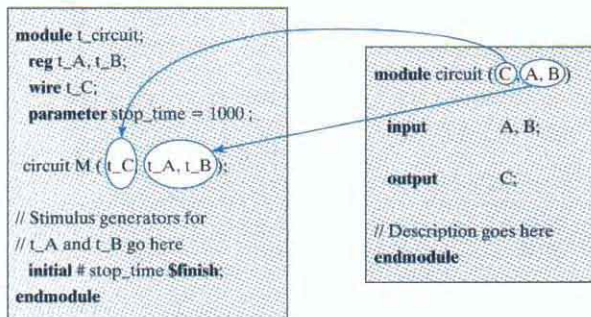 module t_circuit;
reg t_A, t_B;
wire t_C;
parameter stop_time = 1000 ;
circuit M ( t_C, t_A, t_B);
// Stimulus generators for
// t_A and t_B go here
initial # stop_time $finish;
endmodule
module circuit (C, A, B)
input A, B;
output C;
// Description goes here
endmodule